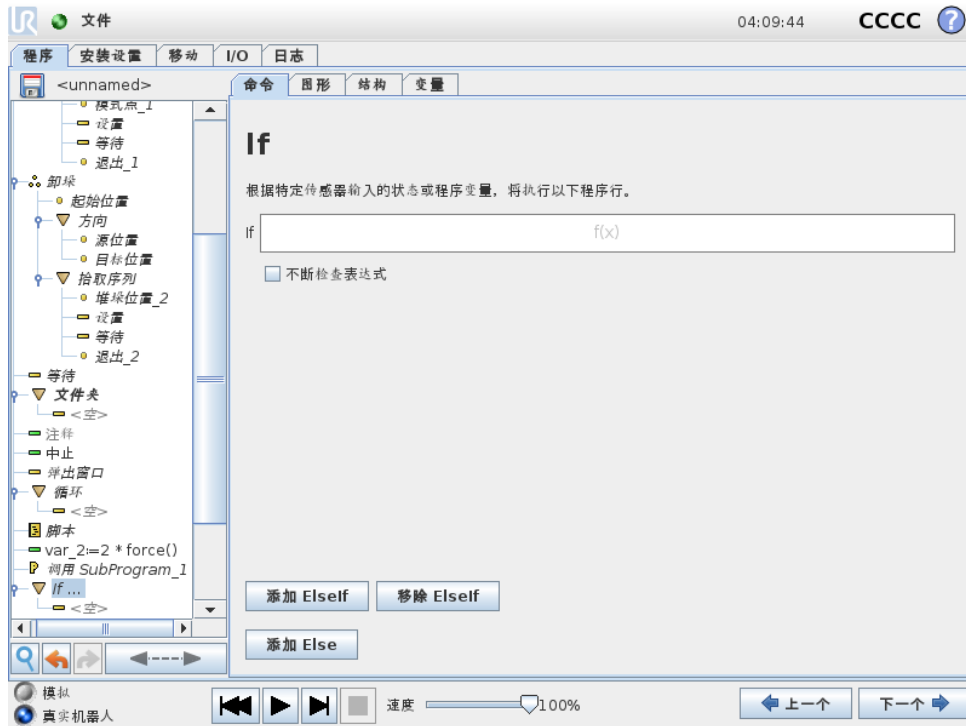 UR 文件 04:09:44 CCCC ?
程序 安装设置 移动 I/O 日志
<unnamed>
命令 图形 结构 变量
模式点_1
设置
等待
退出_1
卸垛
起始位置
方向
源位置
目标位置
拾取序列
堆垛位置_2
设置
等待
退出_2
等待
文件夹
<空>
注释
中止
弹出窗口
循环
<空>
脚本
var_2:=2 * force()
调用 SubProgram_1
If ...
<空>
If
根据特定传感器输入的状态或程序变量，将执行以下程序行。
If f(x)
不断检查表达式
添加 ElseIf 移除 ElseIf
添加 Else
模拟
真实机器人
速度 100%
上一个 下一个